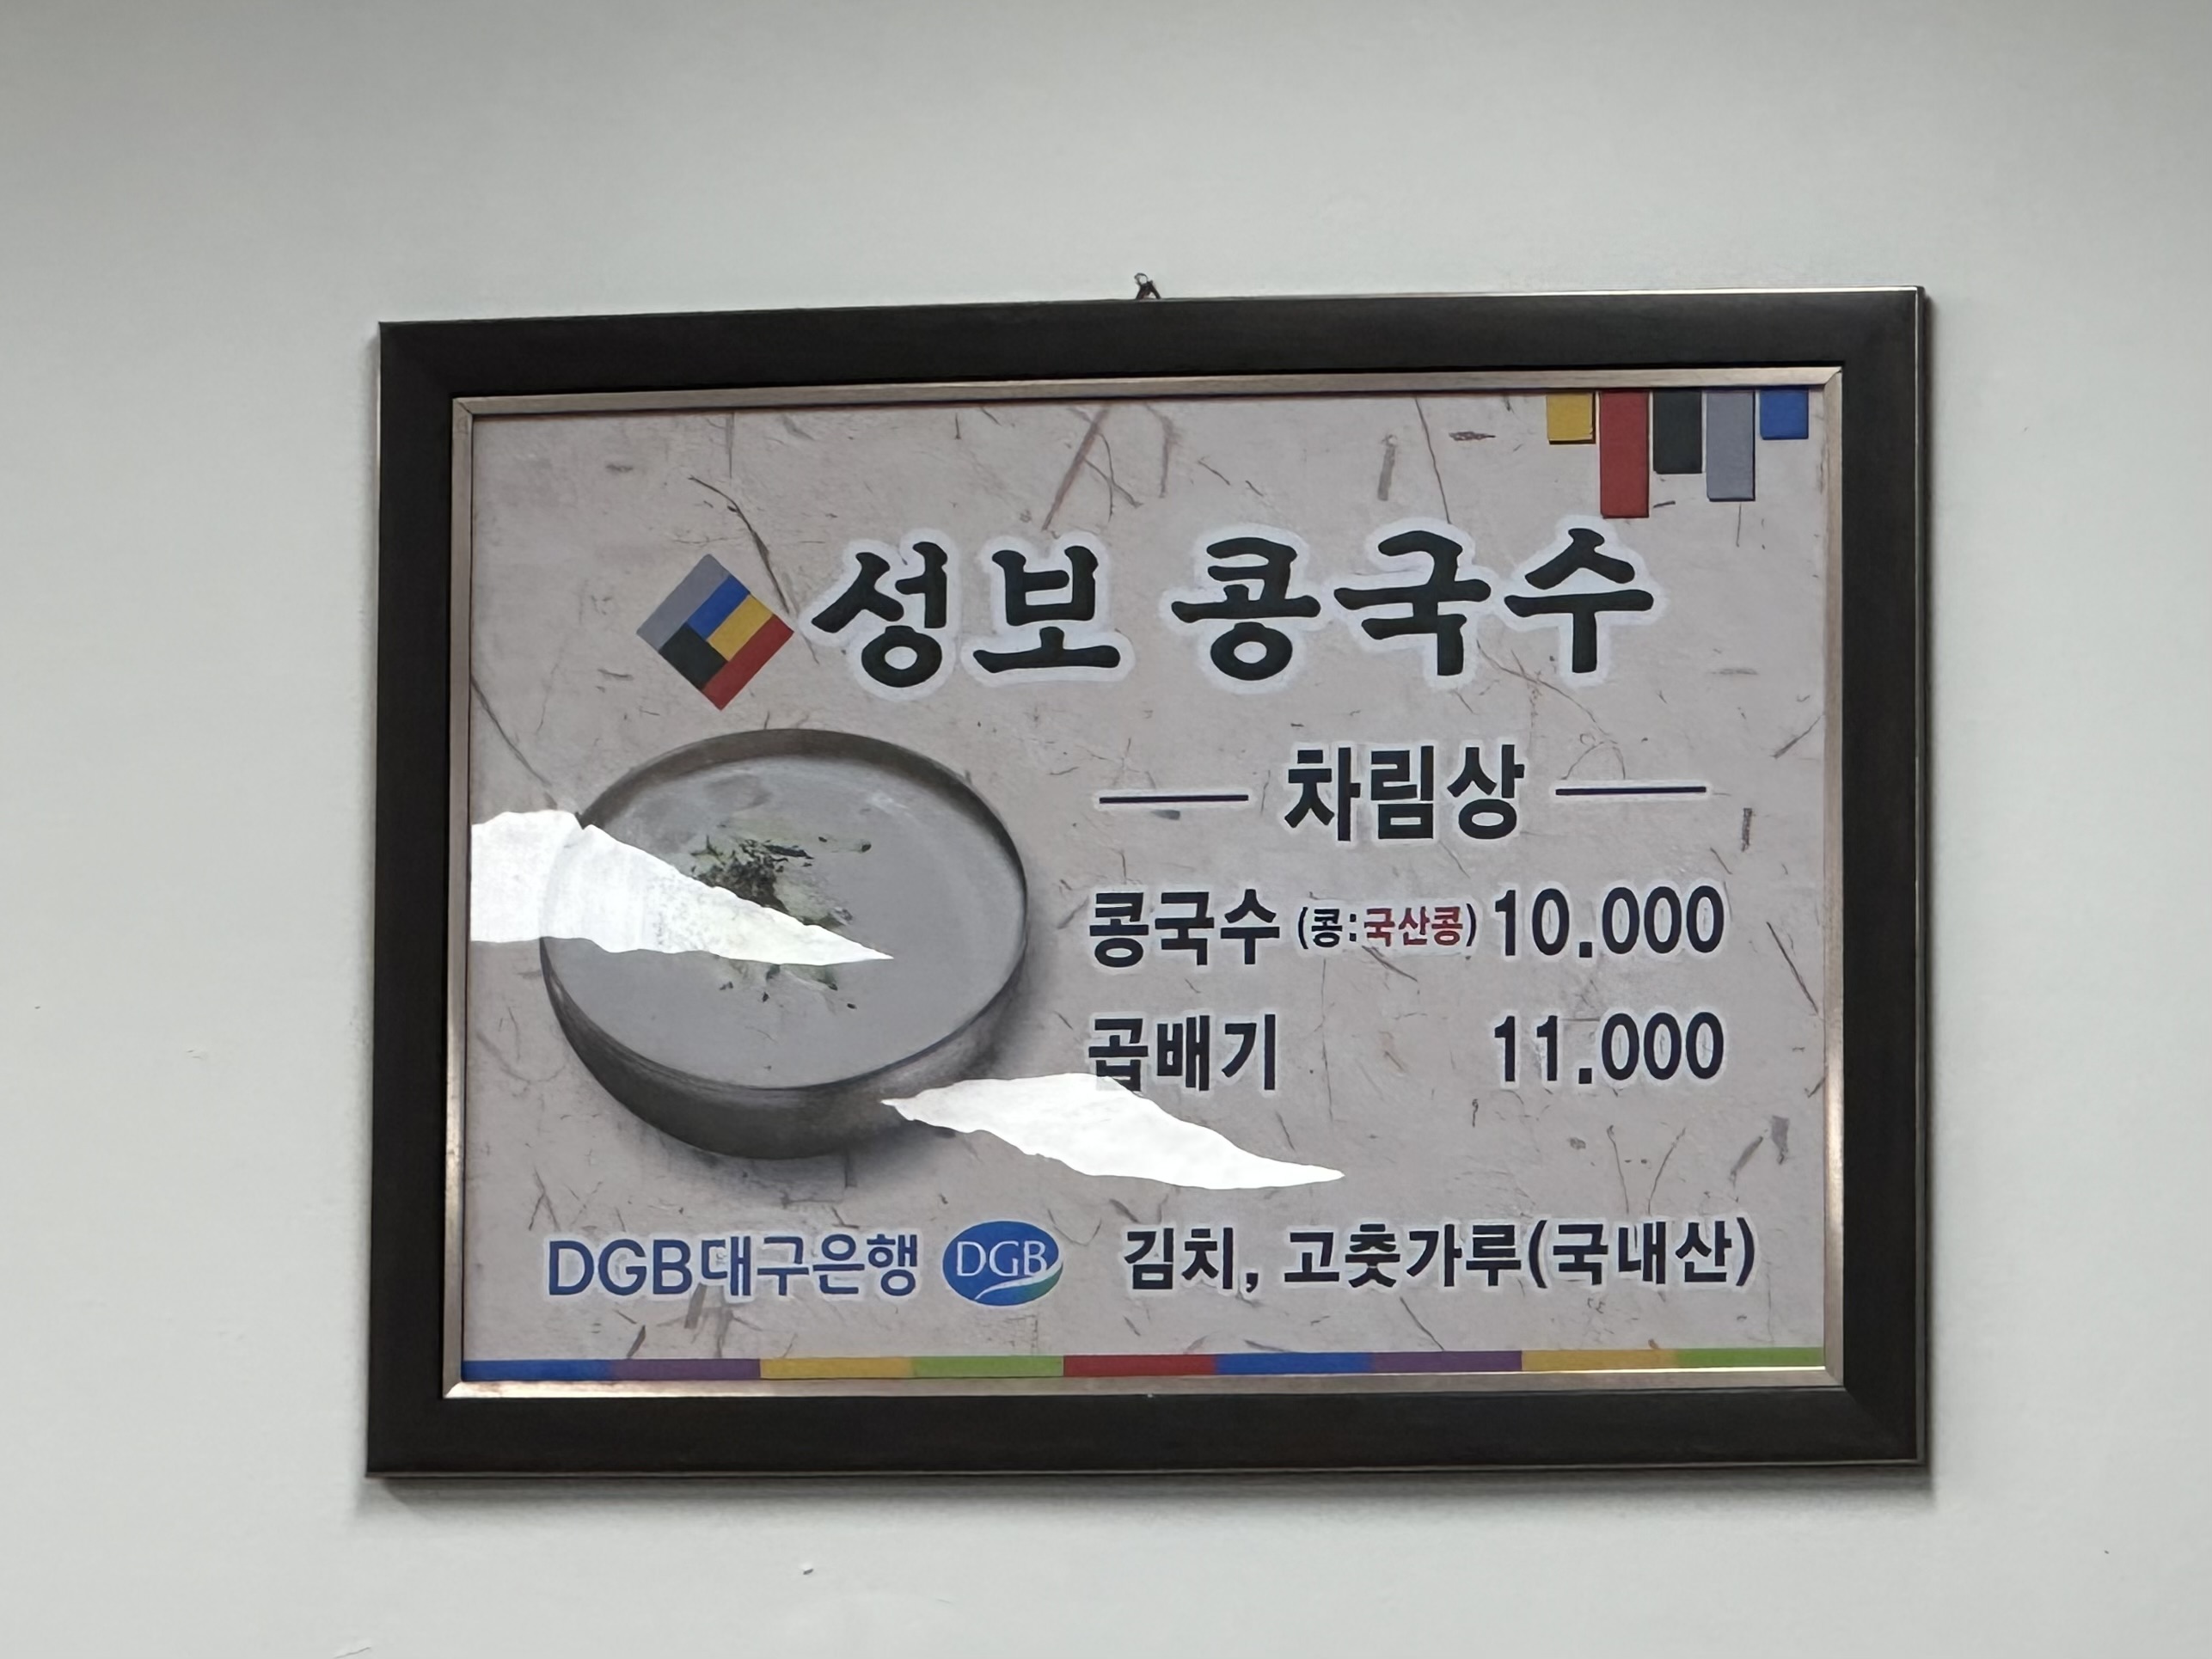 성보 콩국수
차림상
콩국수 (콩:국산콩) 10.000
곱배기 11.000
DGB대구은행 DGB 김치, 고춧가루(국내산)